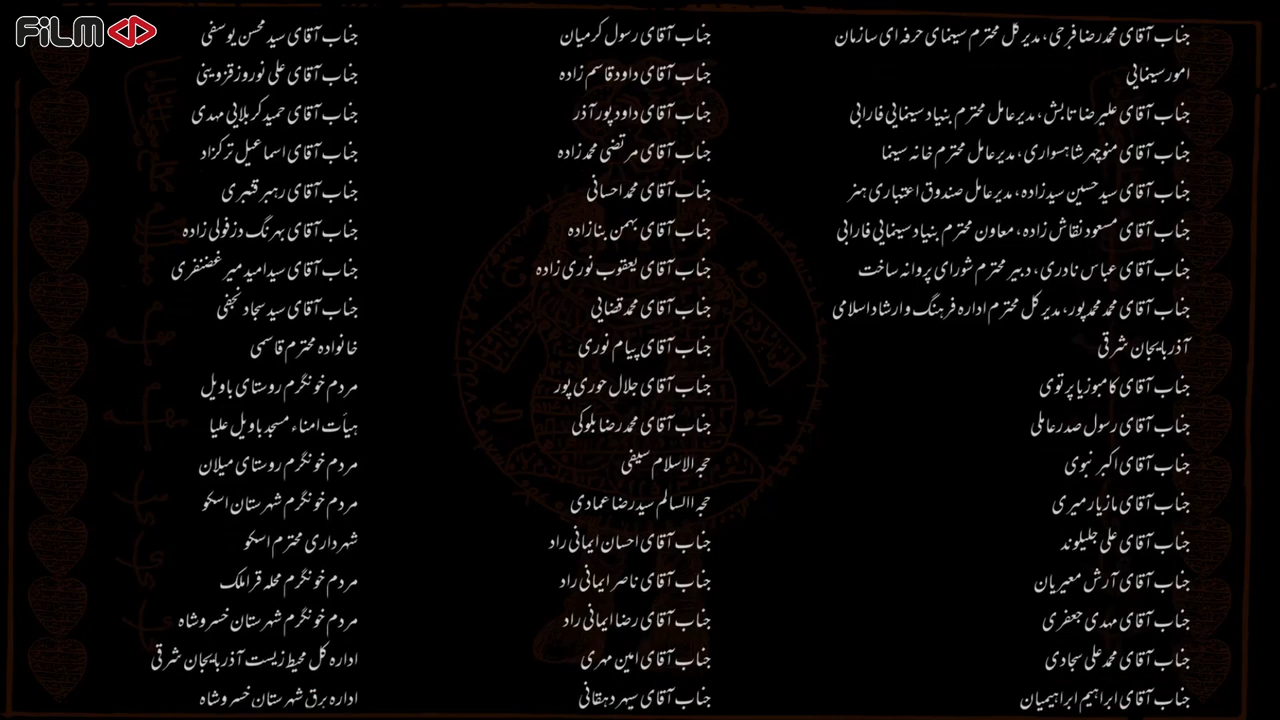 FiLM
جناب آقای محمدرضا فرجی، مدیر کل محترم سینمای حرفه ای سازمان
امور سینمایی
جناب آقای علیرضا تابش، مدیرعامل محترم بنیاد سینمایی فارابی
جناب آقای منوچهر شاهسواری، مدیرعامل محترم خانه سینما
جناب آقای سید حسین سیدزاده، مدیرعامل صندوق اعتباری هنر
جناب آقای مسعود نقاش زاده، معاون محترم بنیاد سینمایی فارابی
جناب آقای عباس نادری، دبیر محترم شورای پروانه ساخت
جناب آقای محمد محمدپور، مدیر کل محترم اداره فرهنگ و ارشاد اسلامی
آذربایجان شرقی
جناب آقای کامبوزیا پرتوی
جناب آقای رسول صدرعاملی
جناب آقای اکبر نبوی
جناب آقای مازیار میری
جناب آقای علی جلیلوند
جناب آقای آرش معیریان
جناب آقای مهدی جعفری
جناب آقای محمد علی سجادی
جناب آقای ابراهیم ابراهیمیان
جناب آقای رسول کرمیان
جناب آقای داود قاسم زاده
جناب آقای داود پورآذر
جناب آقای مرتضی محمدزاده
جناب آقای محمد احسانی
جناب آقای بهمن بنازاده
جناب آقای یعقوب نوری زاده
جناب آقای محمد قضایی
جناب آقای پیام نوری
جناب آقای جلال حوری پور
جناب آقای محمدرضا بلوکی
حجه الاسلام سیفی
حجه االسالم سید رضا عمادی
جناب آقای احسان ایمانی راد
جناب آقای ناصر ایمانی راد
جناب آقای رضا ایمانی راد
جناب آقای امین مهری
جناب آقای سپهر دهقانی
جناب آقای سید محسن یوسفی
جناب آقای علی نوروز قزوینی
جناب آقای حمید کربلایی مهدی
جناب آقای اسماعیل ترکزاد
جناب آقای رهبر قنبری
جناب آقای بهرنگ دزفولی زاده
جناب آقای سید امید میر غضنفری
جناب آقای سید سجاد نجفی
خانواده محترم قاسمی
مردم خونگرم روستای باویل
هیأت امناء مسجد باویل علیا
مردم خونگرم روستای میلان
مردم خونگرم شهرستان اسکو
شهرداری محترم اسکو
مردم خونگرم محله قراملک
مردم خونگرم شهرستان خسروشاه
اداره کل محیط زیست آذربایجان شرقی
اداره برق شهرستان خسروشاه